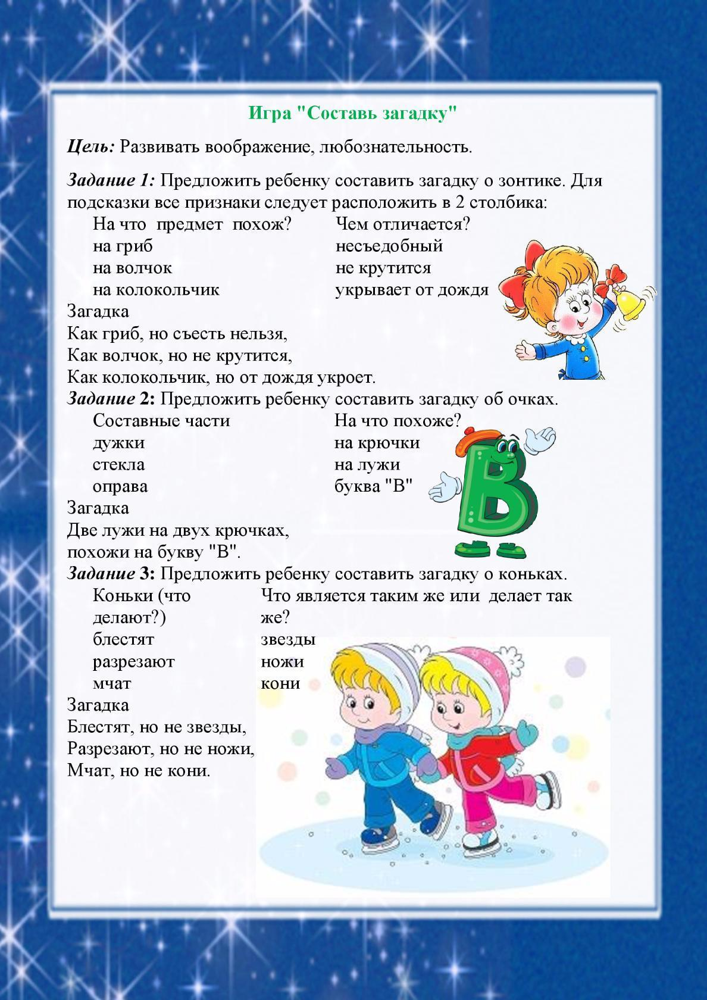 Игра "Составь загадку"
Цель: Развивать воображение, любознательность.
Задание 1: Предложить ребенку составить загадку о зонтике. Для
подсказки все признаки следует расположить в 2 столбика:
На что предмет похож? Чем отличается?
на гриб несъедобный
на волчок не крутится
на колокольчик укрывает от дождя
Загадка
Как гриб, но съесть нельзя,
Как волчок, но не крутится,
Как колокольчик, но от дождя укроет.
Задание 2: Предложить ребенку составить загадку об очках.
Составные части На что похоже?
дужки на крючки
стекла на лужи
оправа буква "В"
Загадка
Две лужи на двух крючках,
похожи на букву "В".
Задание 3: Предложить ребенку составить загадку о коньках.
Коньки (что Что является таким же или делает так
делают?) же?
блестят звезды
разрезают ножи
мчат кони
Загадка
Блестят, но не звезды,
Разрезают, но не ножи,
Мчат, но не кони.
В